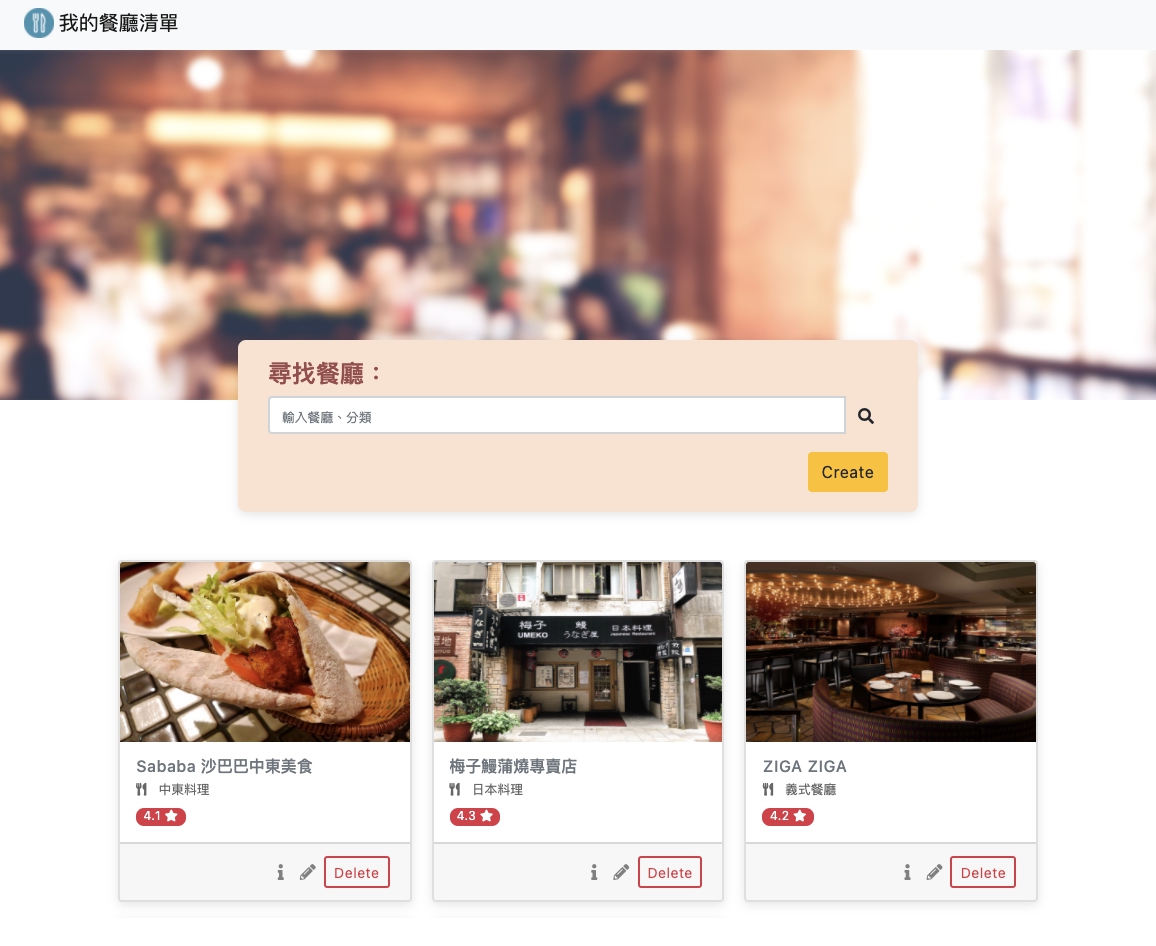 我的餐廳清單
尋找餐廳：
輸入餐廳、分類
Create
梅子 鰻 日本料理
UMEKO うなぎ屋 Japanese Restaurant
うなぎ
Sababa 沙巴巴中東美食
中東料理
4.1
Delete
梅子鰻蒲燒專賣店
日本料理
4.3
Delete
ZIGA ZIGA
義式餐廳
4.2
Delete